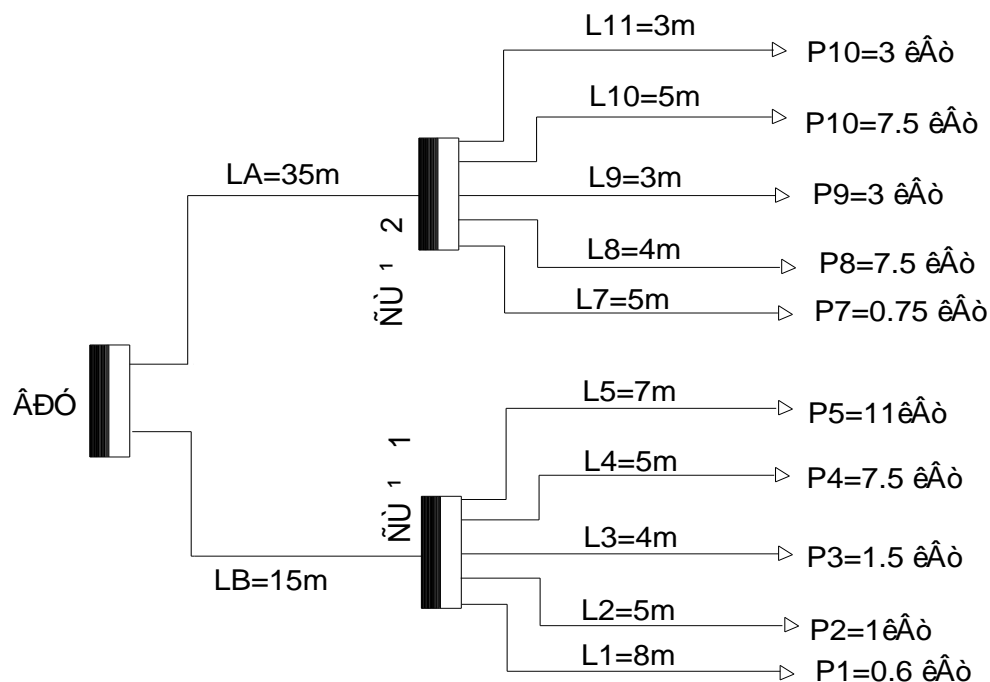 L11=3m
P10=3 êÂò
L10=5m
P10=7.5 êÂò
LA=35m
L9=3m
P9=3 êÂò
ÑÙ ¹ 2
L8=4m
P8=7.5 êÂò
L7=5m
P7=0.75 êÂò
ÂÐÓ
L5=7m
P5=11êÂò
ÑÙ ¹ 1
L4=5m
P4=7.5 êÂò
L3=4m
P3=1.5 êÂò
LB=15m
L2=5m
P2=1êÂò
L1=8m
P1=0.6 êÂò